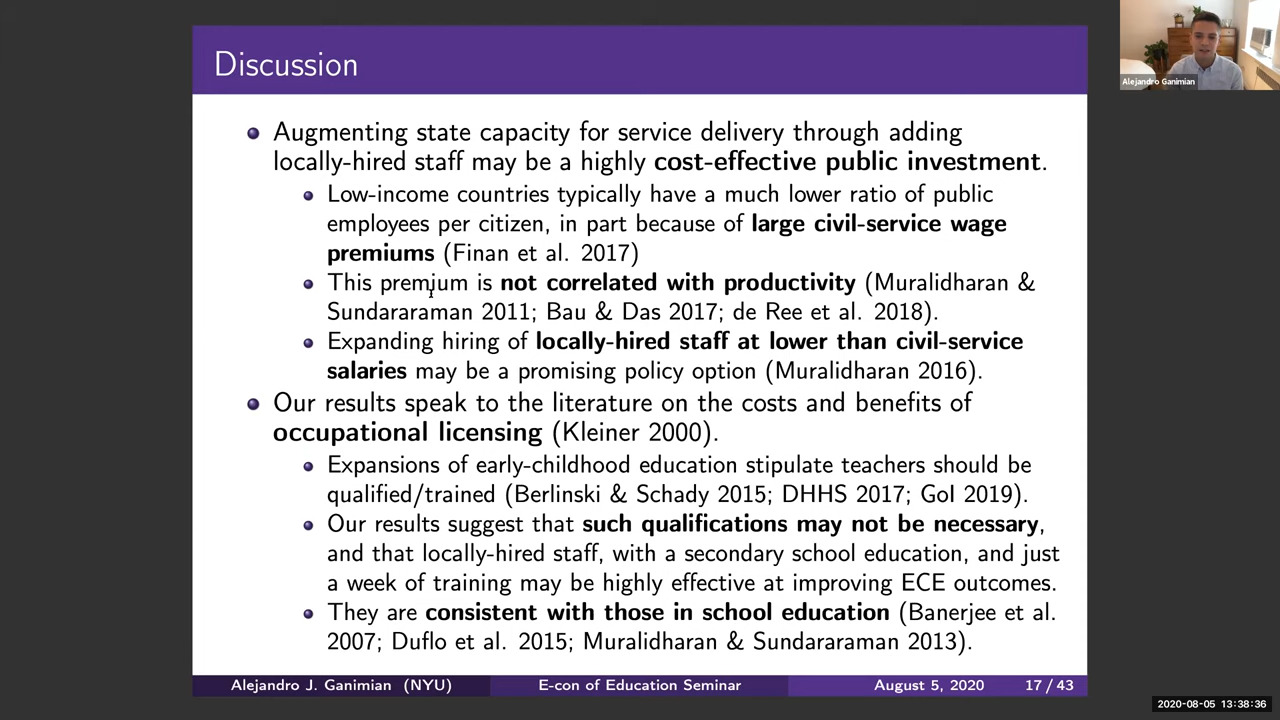 Discussion
Alejandro Ganimian
Augmenting state capacity for service delivery through adding
locally-hired staff may be a highly cost-effective public investment.
Low-income countries typically have a much lower ratio of public
employees per citizen, in part because of large civil-service wage
premiums (Finan et al. 2017)
This premium is not correlated with productivity (Muralidharan &
Sundararaman 2011; Bau & Das 2017; de Ree et al. 2018).
Expanding hiring of locally-hired staff at lower than civil-service
salaries may be a promising policy option (Muralidharan 2016).
Our results speak to the literature on the costs and benefits of
occupational licensing (Kleiner 2000).
Expansions of early-childhood education stipulate teachers should be
qualified/trained (Berlinski & Schady 2015; DHHS 2017; GoI 2019).
Our results suggest that such qualifications may not be necessary,
and that locally-hired staff, with a secondary school education, and just
a week of training may be highly effective at improving ECE outcomes.
They are consistent with those in school education (Banerjee et al.
2007; Duflo et al. 2015; Muralidharan & Sundararaman 2013).
Alejandro J. Ganimian (NYU) E-con of Education Seminar August 5, 2020 17 / 43
2020-08-05 13:38:36